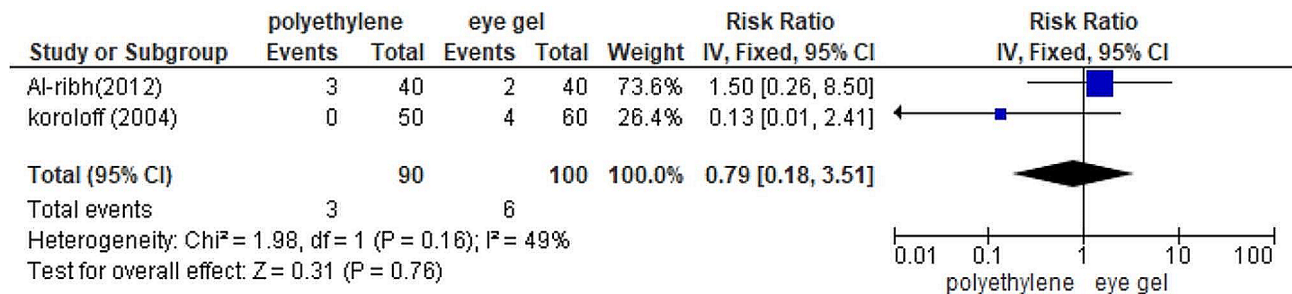 polyethylene eye gel Risk Ratio Risk Ratio
Study or Subgroup Events Total Events Total Weight IV, Fixed, 95% CI IV, Fixed, 95% CI
Al-ribh(2012) 3 40 2 40 73.6% 1.50 [0.26, 8.50]
koroloff (2004) 0 50 4 60 26.4% 0.13 [0.01, 2.41]
Total (95% CI) 90 100 100.0% 0.79 [0.18, 3.51]
Total events 3 6
Heterogeneity: Chi² = 1.98, df = 1 (P = 0.16); I² = 49%
Test for overall effect: Z = 0.31 (P = 0.76)
0.01 0.1 1 10 100
polyethylene eye gel